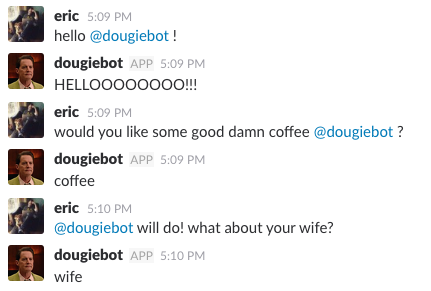 eric 5:09 PM
hello @dougiebot !
dougiebot APP 5:09 PM
HELLOOOOOOOO!!!
eric 5:09 PM
would you like some good damn coffee @dougiebot ?
dougiebot APP 5:09 PM
coffee
eric 5:10 PM
@dougiebot will do! what about your wife?
dougiebot APP 5:10 PM
wife